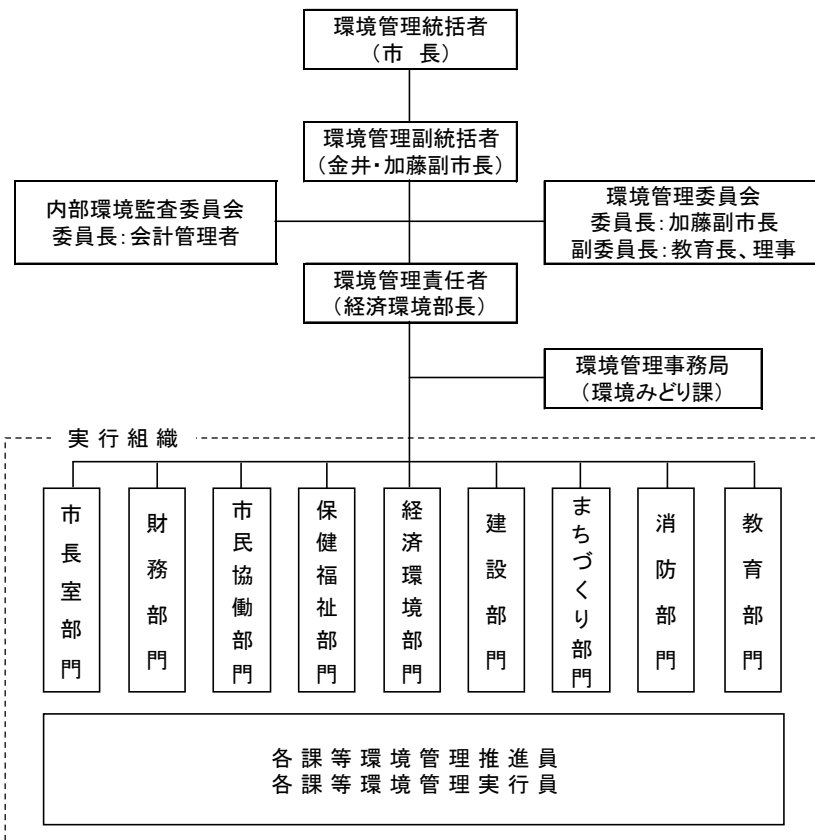 環境管理統括者
（市　長）
環境管理副統括者
（金井・加藤副市長）
内部環境監査委員会
委員長：会計管理者
環境管理委員会
委員長：加藤副市長
副委員長：教育長、理事
環境管理責任者
（経済環境部長）
環境管理事務局
（環境みどり課）
実行組織
市長室部門
財務部門
市民協働部門
保健福祉部門
経済環境部門
建設部門
まちづくり部門
消防部門
教育部門
各課等環境管理推進員
各課等環境管理実行員